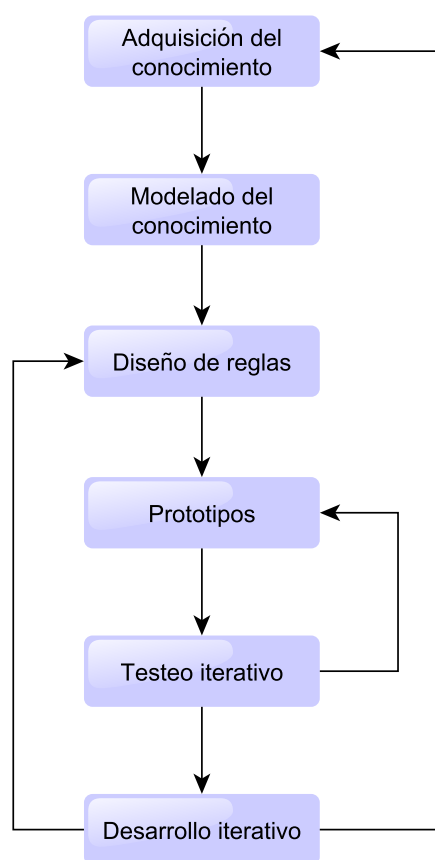 Adquisición del
conocimiento
Modelado del
conocimiento
Diseño de reglas
Prototipos
Testeo iterativo
Desarrollo iterativo